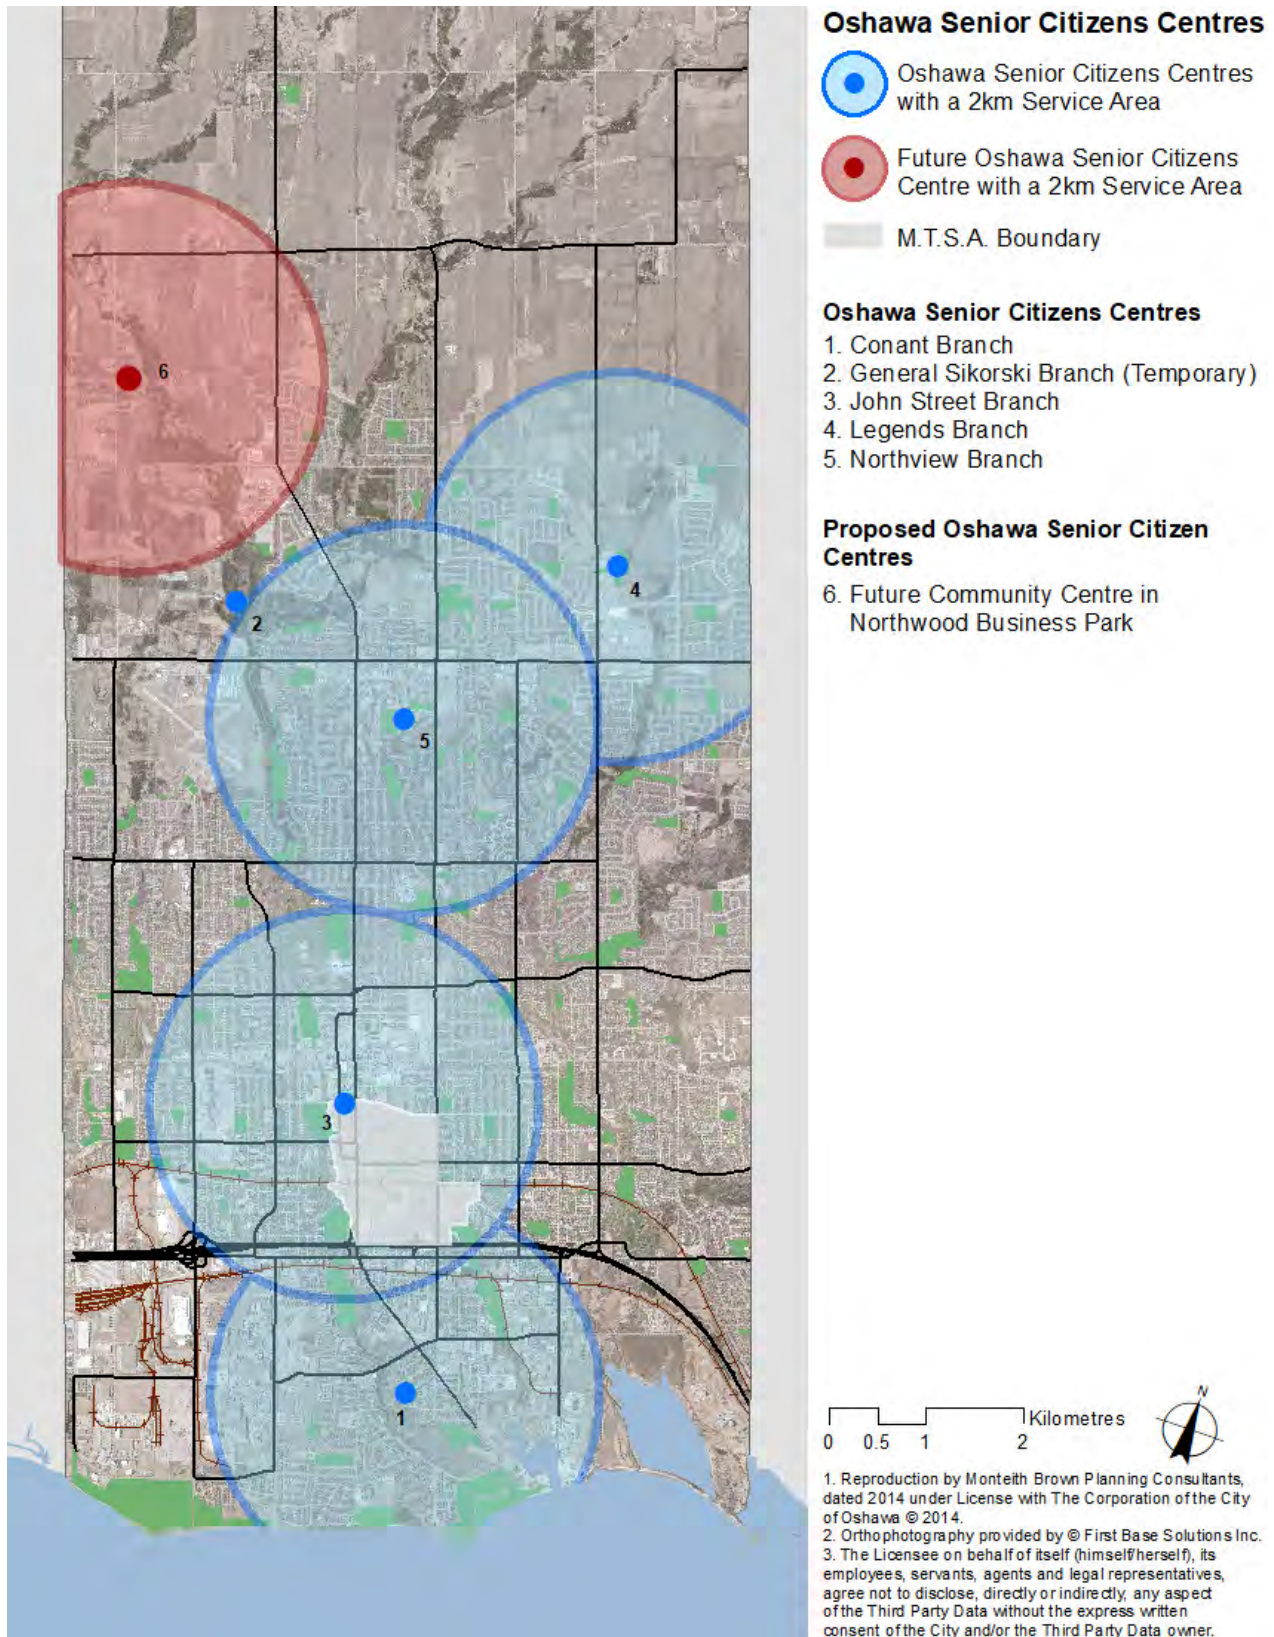 Oshawa Senior Citizens Centres
Oshawa Senior Citizens Centres
with a 2km Service Area
Future Oshawa Senior Citizens
Centre with a 2km Service Area
M.T.S.A. Boundary
Oshawa Senior Citizens Centres
1. Conant Branch
2. General Sikorski Branch (Temporary)
3. John Street Branch
4. Legends Branch
5. Northview Branch
Proposed Oshawa Senior Citizen
Centres
6. Future Community Centre in
Northwood Business Park
6
4
2
5
3
1
N
Kilometres
0 0.5 1 2
1. Reproduction by Monteith Brown Planning Consultants,
dated 2014 under License with The Corporation of the City
of Oshawa © 2014.
2. Orthophotography provided by © First Base Solutions Inc.
3. The Licensee on behalf of itself (himself/herself), its
employees, servants, agents and legal representatives,
agree not to disclose, directly or indirectly, any aspect
of the Third Party Data without the express written
consent of the City and/or the Third Party Data owner.